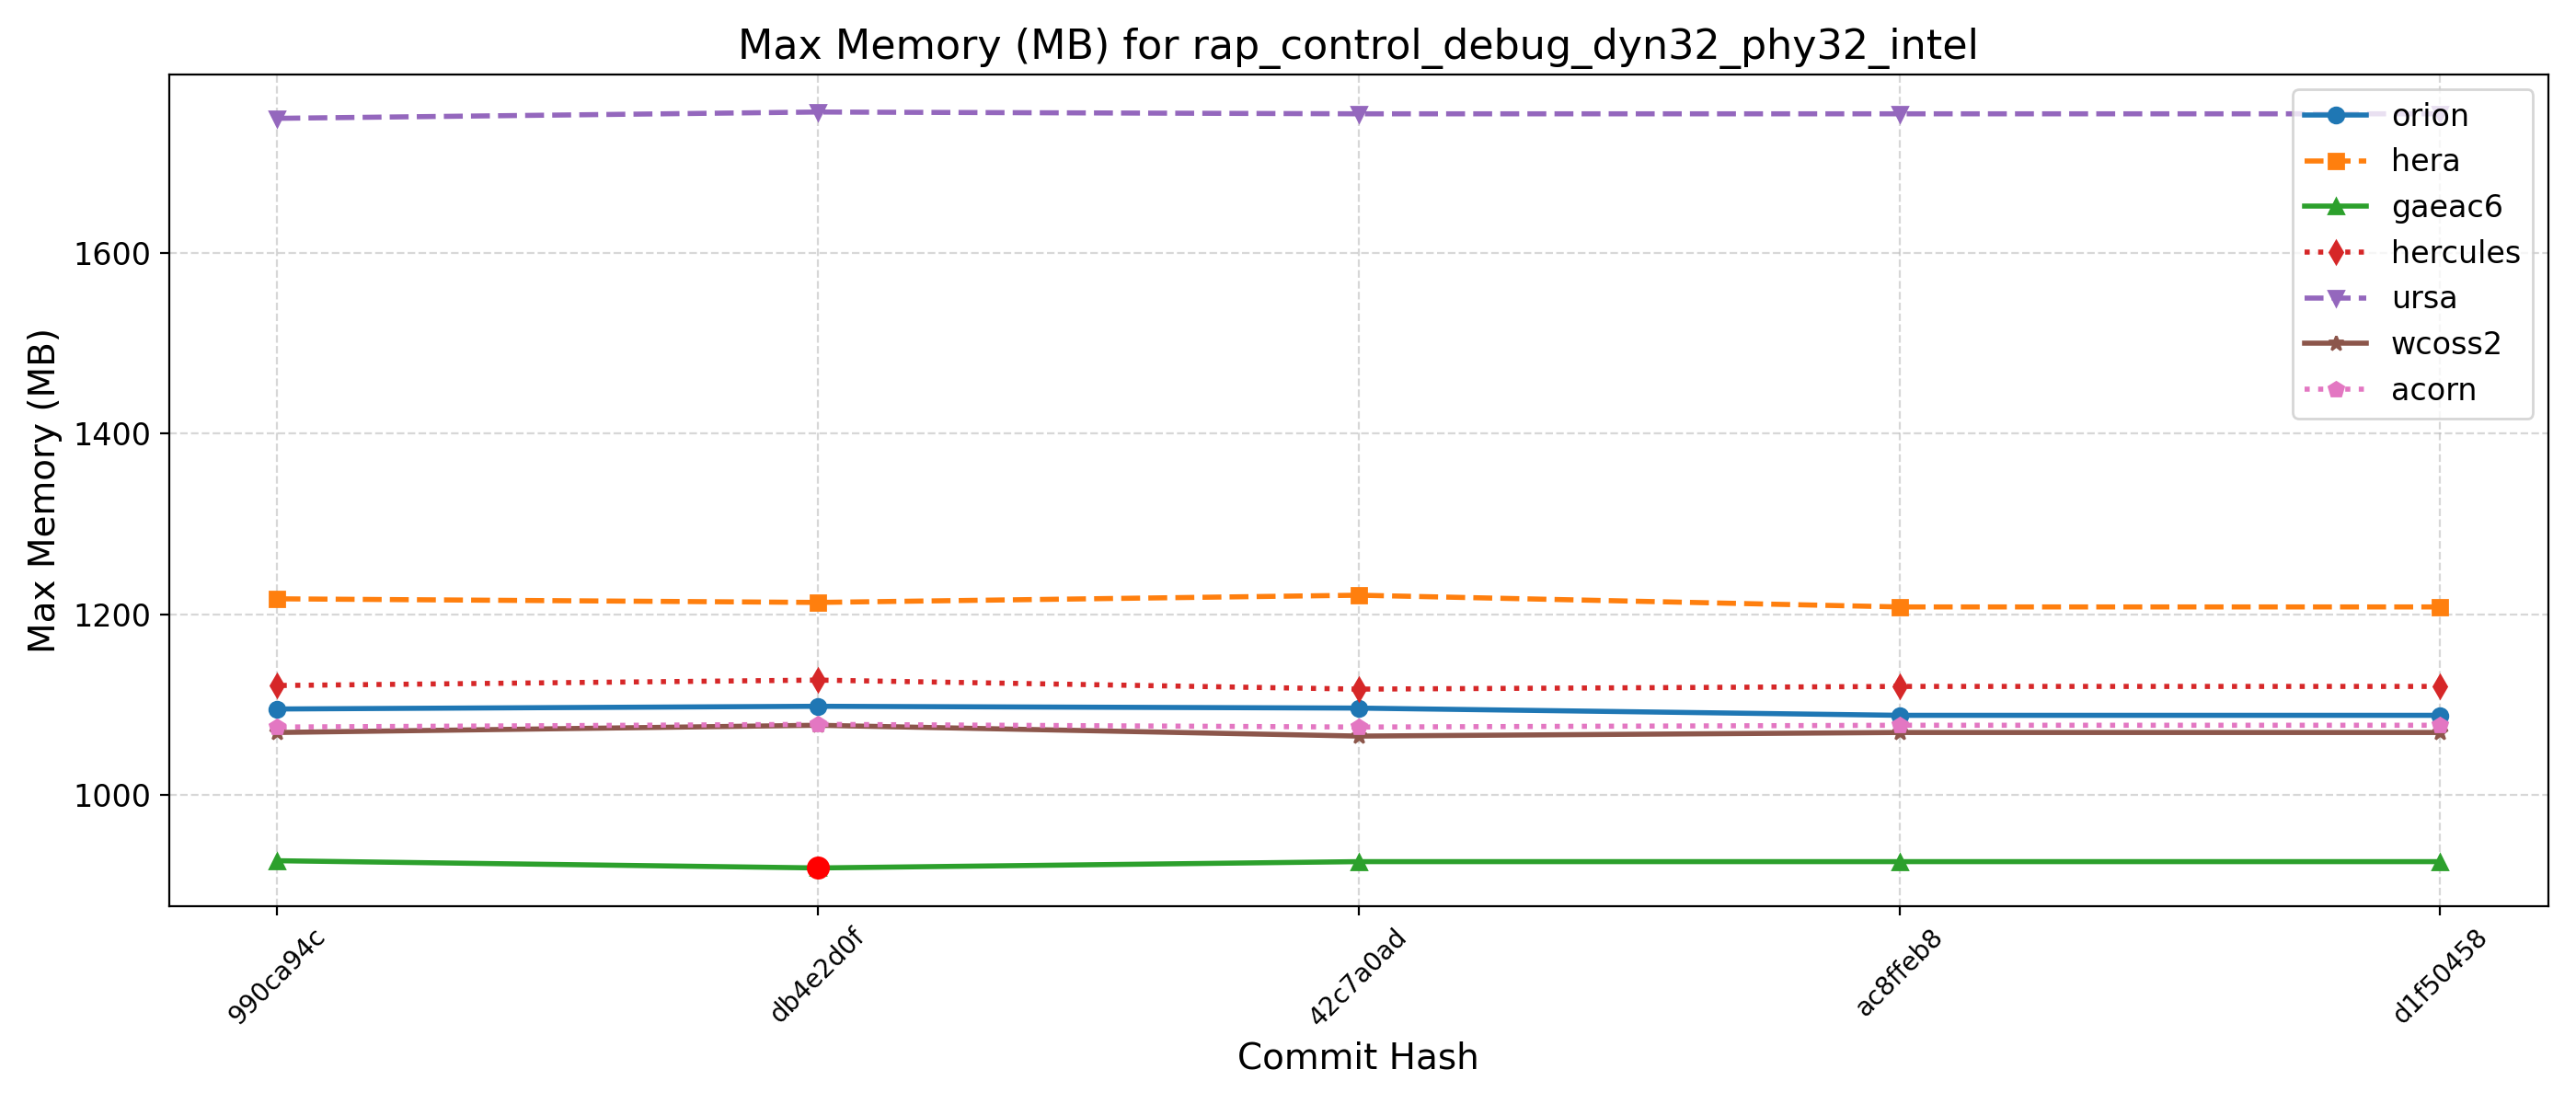 Max Memory (MB) for rap_control_debug_dyn32_phy32_intel
Max Memory (MB)
1600
1400
1200
1000
orion
hera
gaeac6
hercules
ursa
wcoss2
acorn
990ca94c
db4e2d0f
42c7a0ad
ac8ffeb8
d1f50458
Commit Hash